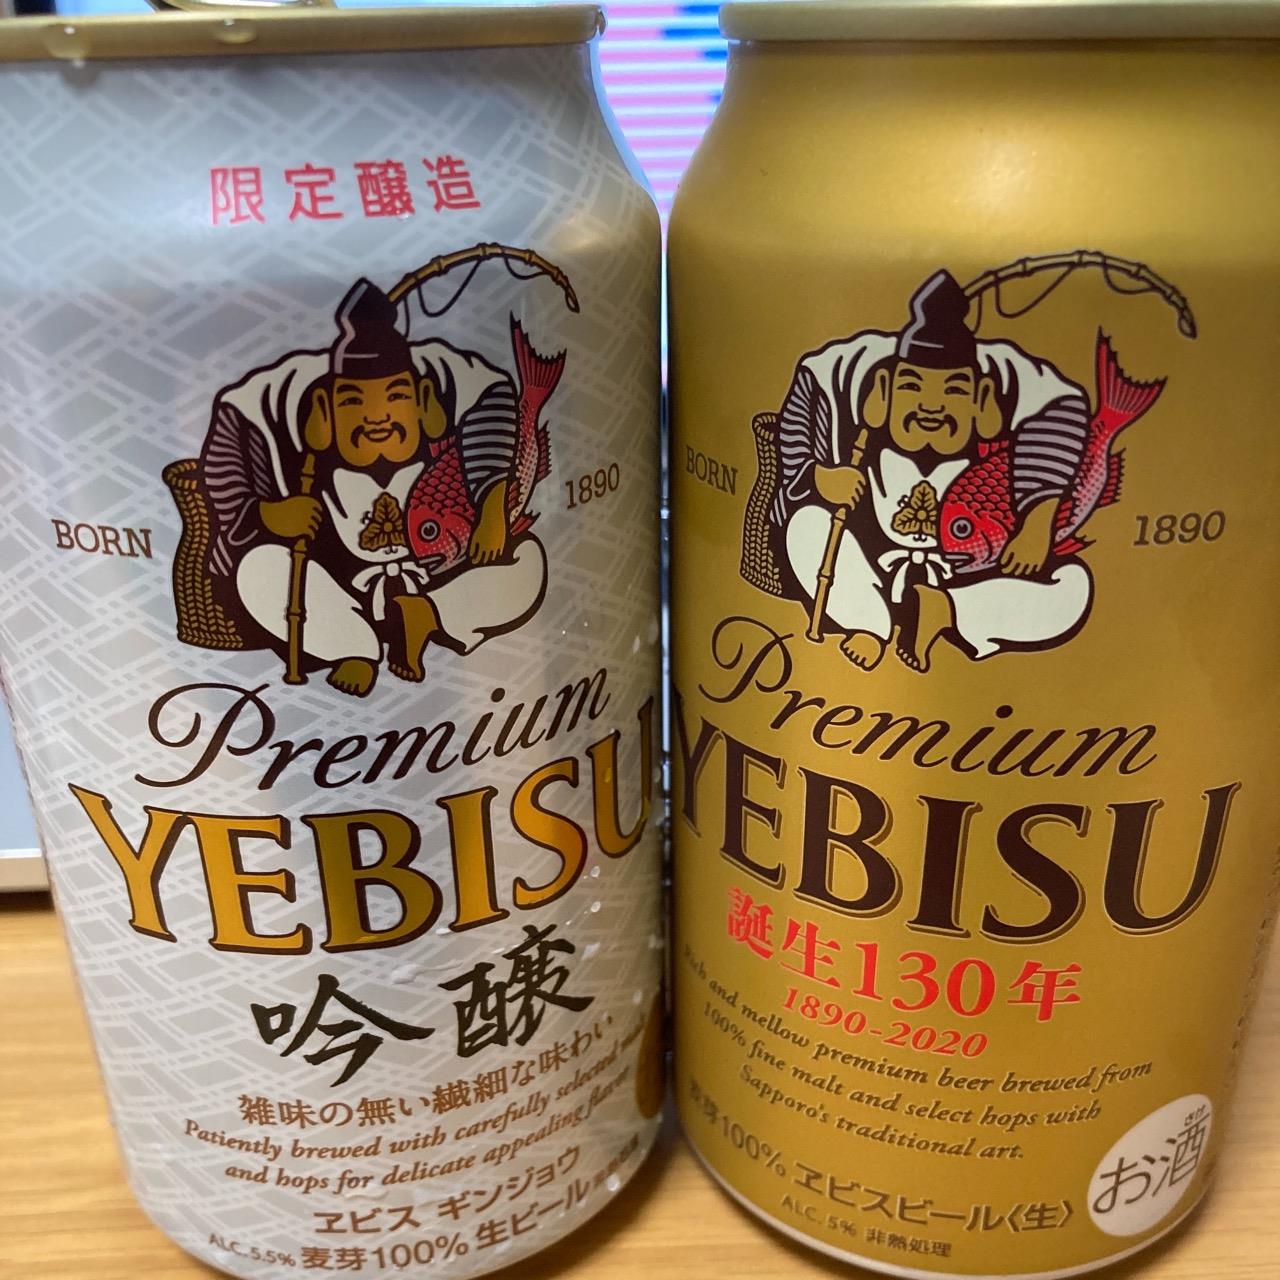 限定醸造
BORN 1890
Premium
YEBISU
吟醸
雑味の無い繊細な味わい
Patiently brewed with carefully selected malt
and hops for delicate appealing flavor
ヱビス ギンジョウ
ALC.5.5% 麦芽100% 生ビール
BORN 1890
Premium
YEBISU
誕生130年
1890-2020
Rich and mellow premium beer brewed from
100% fine malt and select hops with
Sapporo's traditional art.
麦芽100% ヱビスビール〈生〉
ALC. 5% 非熱処理
さけ
お酒